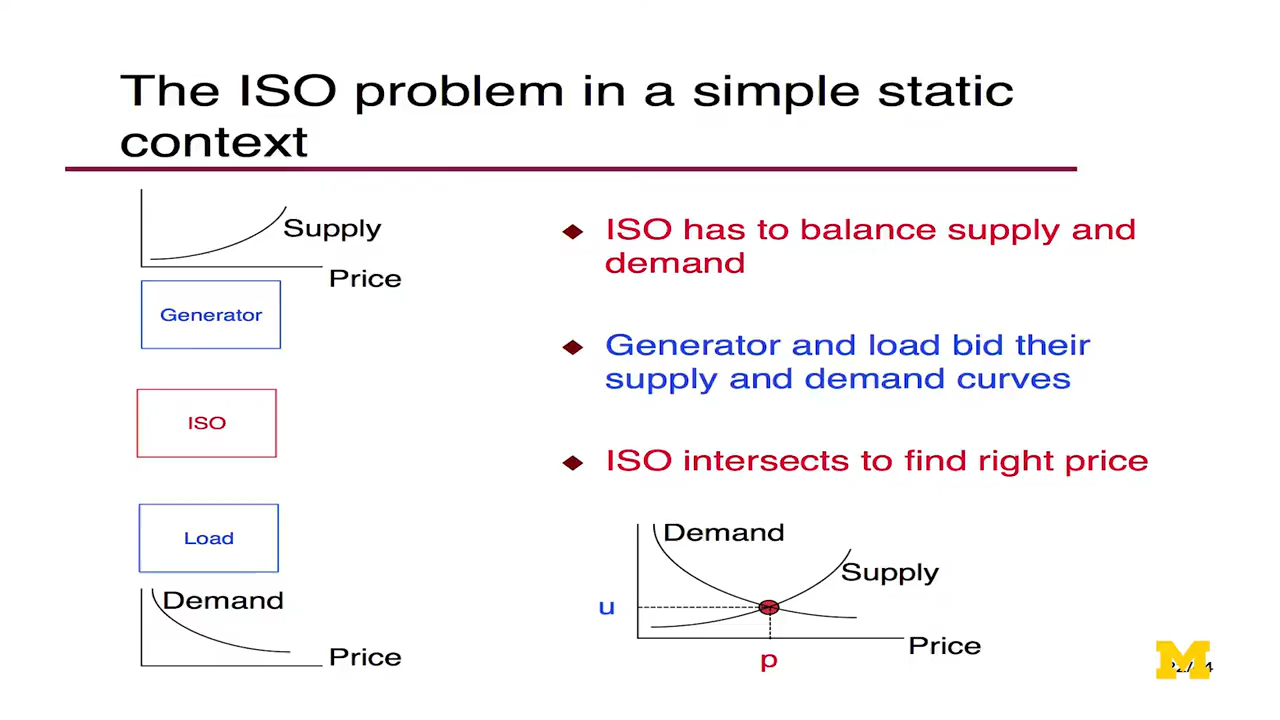 The ISO problem in a simple static
context
Supply
Price
Generator
ISO
Load
Demand
Price
ISO has to balance supply and
demand
Generator and load bid their
supply and demand curves
ISO intersects to find right price
Demand
Supply
u
Price
p
M